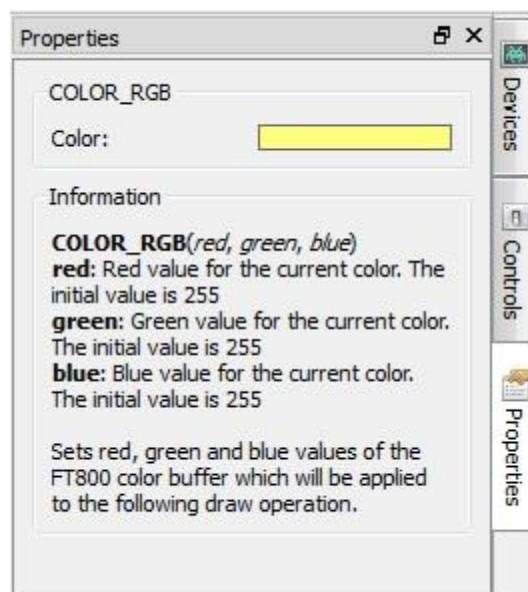 Properties
COLOR_RGB
Color:
Information
COLOR_RGB(red, green, blue)
red: Red value for the current color. The
initial value is 255
green: Green value for the current color.
The initial value is 255
blue: Blue value for the current color.
The initial value is 255
Sets red, green and blue values of the
FT800 color buffer which will be applied
to the following draw operation.
Devices
Controls
Properties